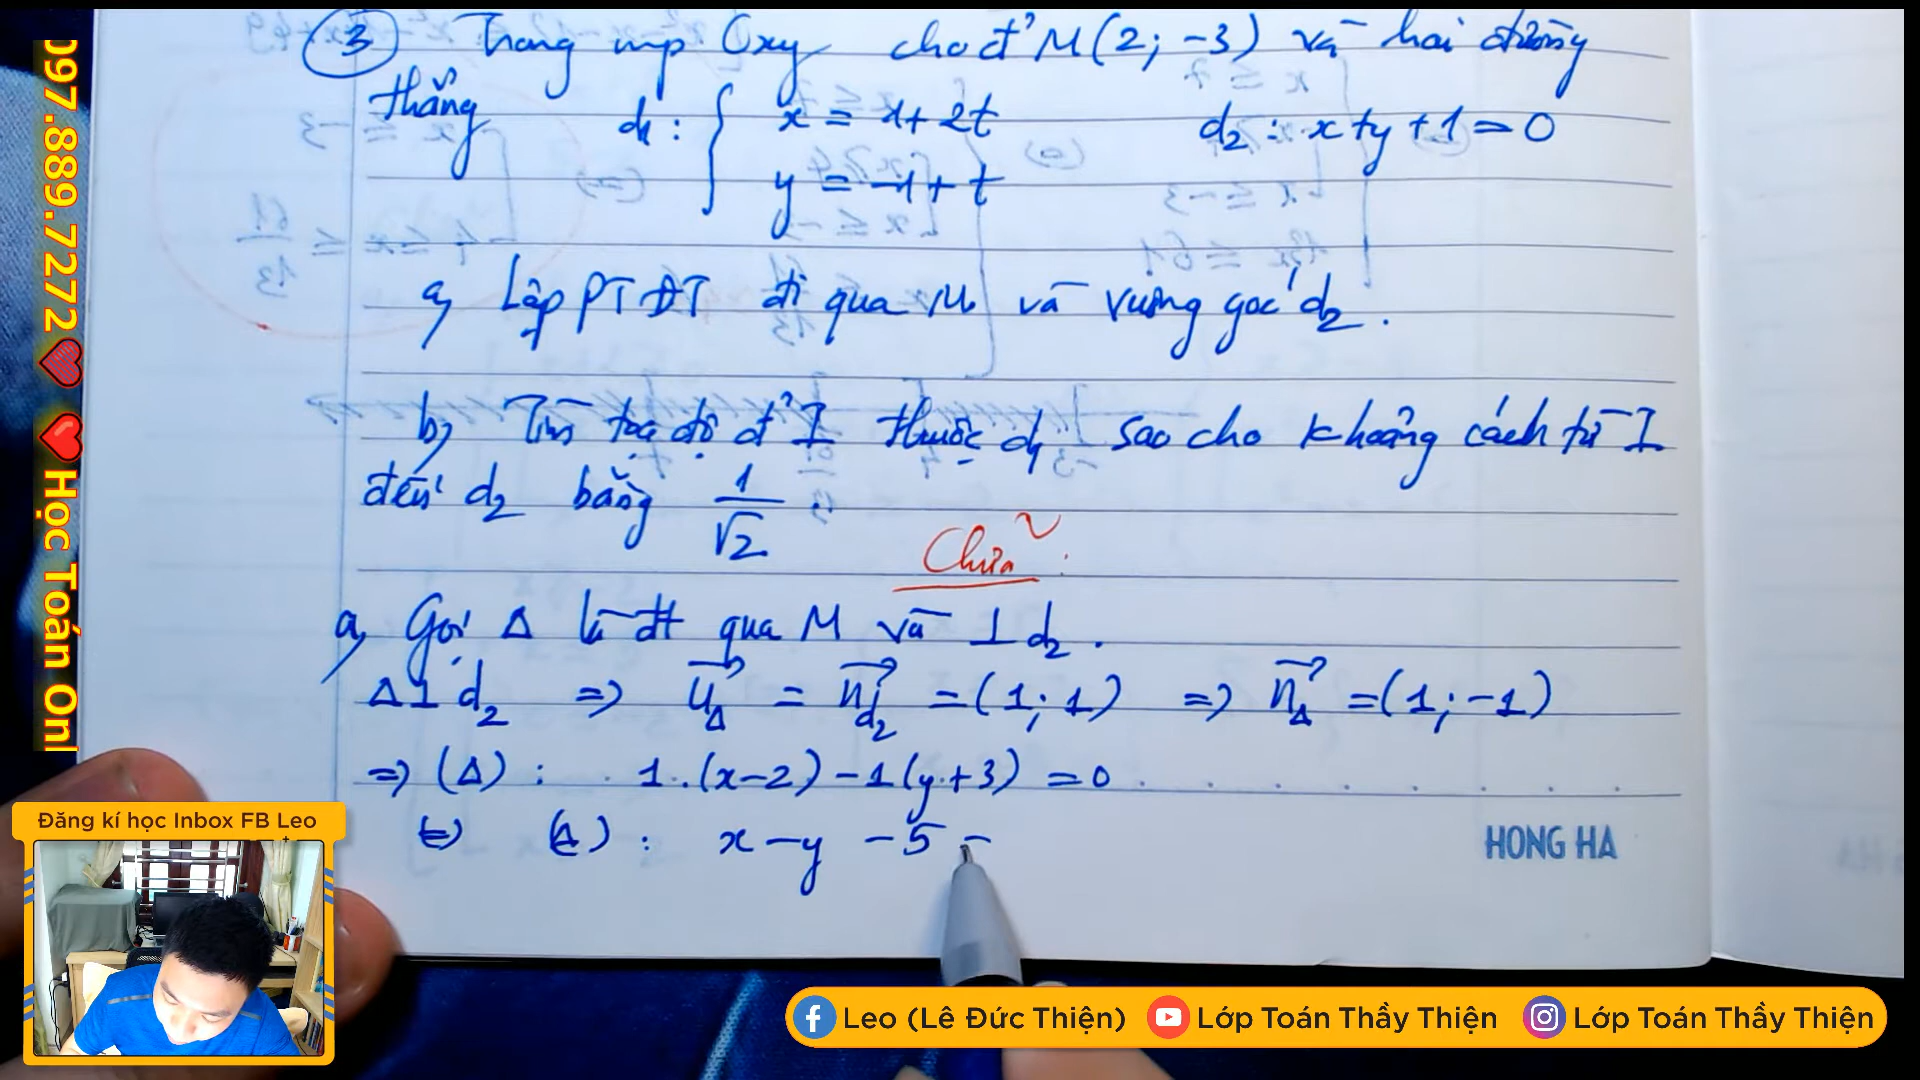 ③ Trong mp Oxy cho đ' M(2; -3) và hai đường
thẳng d1 : { x = 1 + 2t d2 : x + y + 1 = 0
y = -1 + t
a, Lập PTĐT đi qua M và vuông góc d2 .
b, Tìm tọa độ đ' I thuộc d1 sao cho khoảng cách từ I
đến d2 bằng 1/√2
Chữa :
a, Gọi Δ là đt qua M và ⊥ d2 .
Δ ⊥ d2 => uΔ = nd2 = (1; 1) => nΔ = (1; -1)
=> (Δ) : 1.(x-2) - 1(y+3) = 0
<=> (Δ) : x - y - 5 -
HONG HA
097.889.7272 ❤ ❤ Học Toán Onl
Đăng kí học Inbox FB Leo
Leo (Lê Đức Thiện) Lớp Toán Thầy Thiện Lớp Toán Thầy Thiện